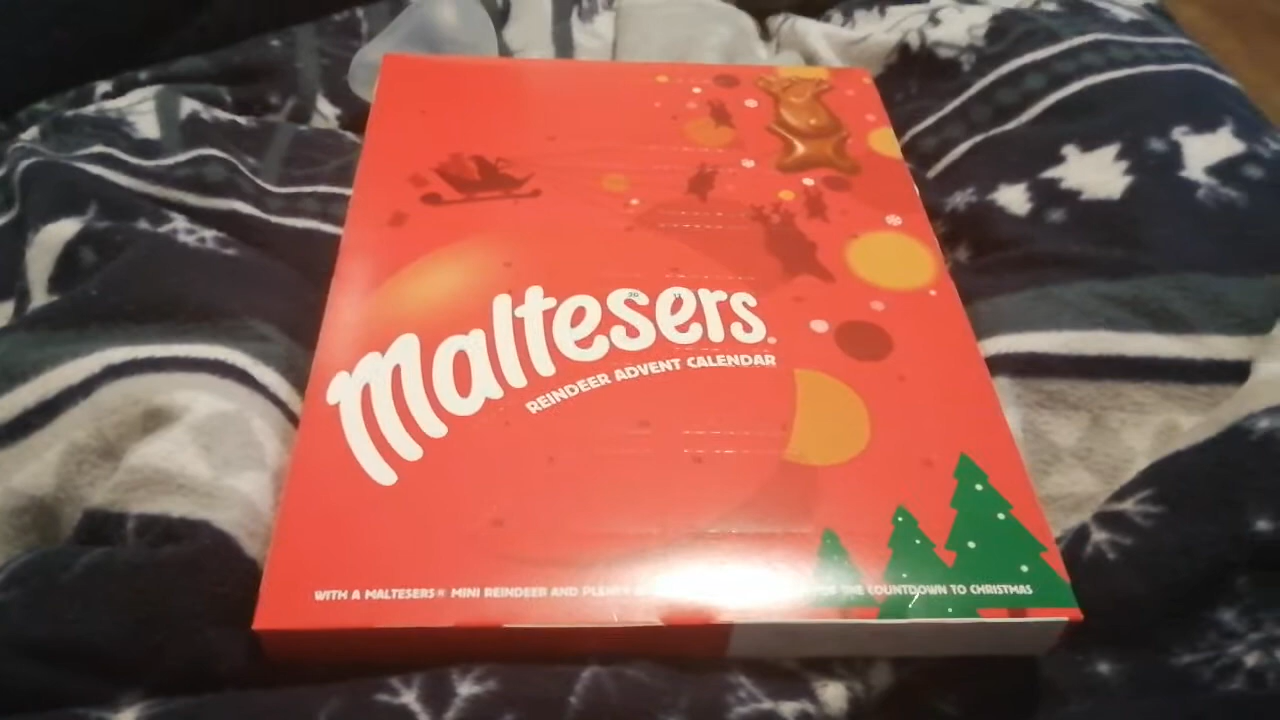 Maltesers
REINDEER ADVENT CALENDAR
WITH A MALTESERS® MINI REINDEER AND PLENTY THE COUNTDOWN TO CHRISTMAS